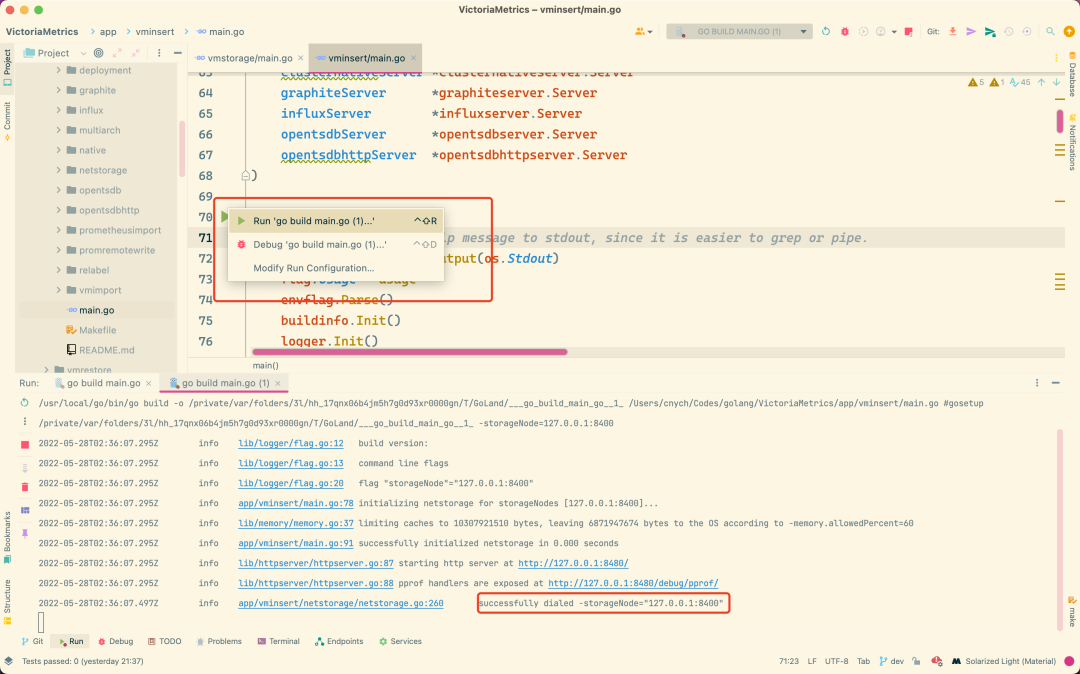 VictoriaMetrics – vminsert/main.go
VictoriaMetrics app vminsert main.go
GO BUILD MAIN.GO (1)
Git:
Project
Commit
Bookmarks
Structure
Database
Notifications
make
Project
deployment
graphite
influx
multiarch
native
netstorage
opentsdb
opentsdbhttp
prometheusimport
promremotewrite
relabel
vmimport
main.go
Makefile
README.md
vmrestore
vmstorage/main.go vminsert/main.go
5 1 45
63 clusternativeServer *clusternativeserver.Server
64 graphiteServer *graphiteserver.Server
65 influxServer *influxserver.Server
66 opentsdbServer *opentsdbserver.Server
67 opentsdbhttpServer *opentsdbhttpserver.Server
68 )
69
70
71 lp message to stdout, since it is easier to grep or pipe.
72 utput(os.Stdout)
73 flag.Usage = usage
74 envflag.Parse()
75 buildinfo.Init()
76 logger.Init()
Run 'go build main.go (1)...' ^⇧R
Debug 'go build main.go (1)...' ^⇧D
Modify Run Configuration...
main()
Run: go build main.go go build main.go (1)
/usr/local/go/bin/go build -o /private/var/folders/3l/hh_17qnx06b4jm5h7g0d93xr0000gn/T/GoLand/___go_build_main_go__1_ /Users/cnych/Codes/golang/VictoriaMetrics/app/vminsert/main.go #gosetup
/private/var/folders/3l/hh_17qnx06b4jm5h7g0d93xr0000gn/T/GoLand/___go_build_main_go__1_ -storageNode=127.0.0.1:8400
2022-05-28T02:36:07.295Z info lib/logger/flag.go:12 build version:
2022-05-28T02:36:07.295Z info lib/logger/flag.go:13 command line flags
2022-05-28T02:36:07.295Z info lib/logger/flag.go:20 flag "storageNode"="127.0.0.1:8400"
2022-05-28T02:36:07.295Z info app/vminsert/main.go:78 initializing netstorage for storageNodes [127.0.0.1:8400]...
2022-05-28T02:36:07.295Z info lib/memory/memory.go:37 limiting caches to 10307921510 bytes, leaving 6871947674 bytes to the OS according to -memory.allowedPercent=60
2022-05-28T02:36:07.295Z info app/vminsert/main.go:91 successfully initialized netstorage in 0.000 seconds
2022-05-28T02:36:07.295Z info lib/httpserver/httpserver.go:87 starting http server at http://127.0.0.1:8480/
2022-05-28T02:36:07.295Z info lib/httpserver/httpserver.go:88 pprof handlers are exposed at http://127.0.0.1:8480/debug/pprof/
2022-05-28T02:36:07.497Z info app/vminsert/netstorage/netstorage.go:260 successfully dialed -storageNode="127.0.0.1:8400"
Git Run Debug TODO Problems Terminal Endpoints Services
Tests passed: 0 (yesterday 21:37) 71:23 LF UTF-8 Tab dev Solarized Light (Material)